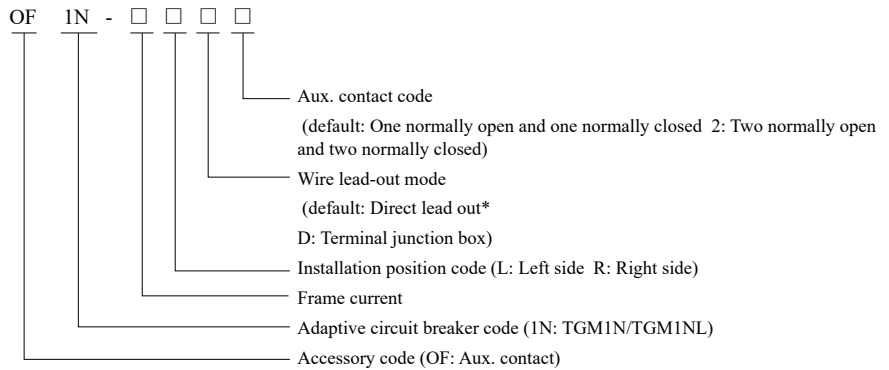 OF 1N - □ □ □ □
Aux. contact code
(default: One normally open and one normally closed 2: Two normally open
and two normally closed)
Wire lead-out mode
(default: Direct lead out*
D: Terminal junction box)
Installation position code (L: Left side R: Right side)
Frame current
Adaptive circuit breaker code (1N: TGM1N/TGM1NL)
Accessory code (OF: Aux. contact)